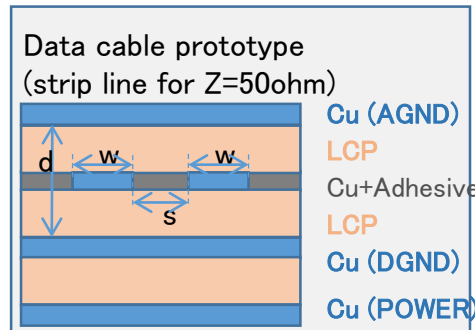 Data cable prototype
(strip line for Z=50ohm)
Cu (AGND)
LCP
d
w
w
Cu+Adhesive
s
LCP
Cu (DGND)
Cu (POWER)